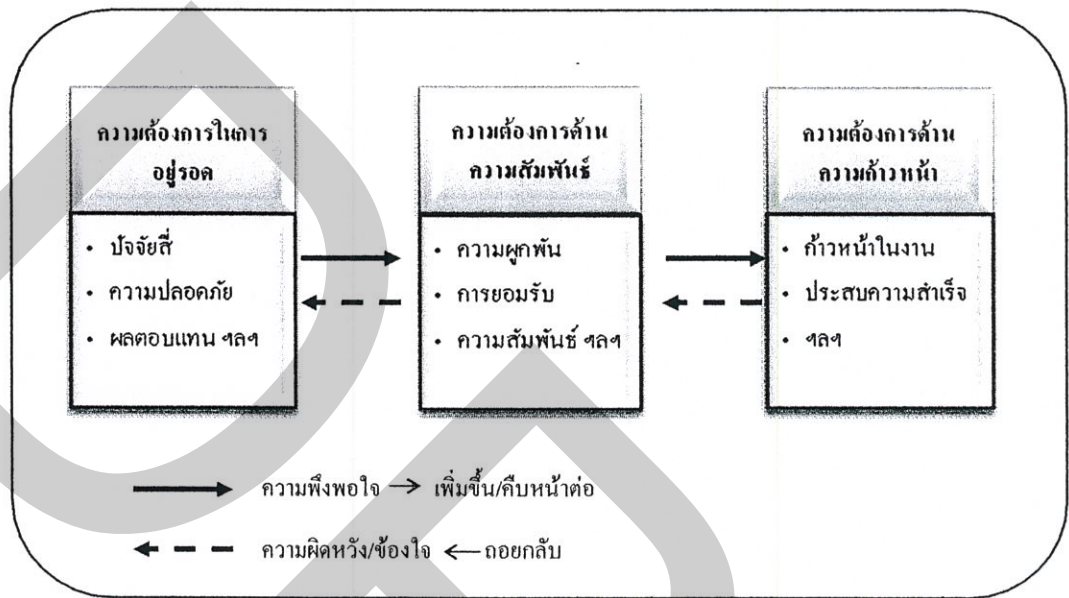 ความต้องการในการ
อยู่รอด
• ปัจจัยสี่
• ความปลอดภัย
• ผลตอบแทน ฯลฯ
ความต้องการด้าน
ความสัมพันธ์
• ความผูกพัน
• การยอมรับ
• ความสัมพันธ์ ฯลฯ
ความต้องการด้าน
ความก้าวหน้า
• ก้าวหน้าในงาน
• ประสบความสำเร็จ
• ฯลฯ
ความพึงพอใจ → เพิ่มขึ้น/คืบหน้าต่อ
ความผิดหวัง/ข้องใจ ← ถอยกลับ